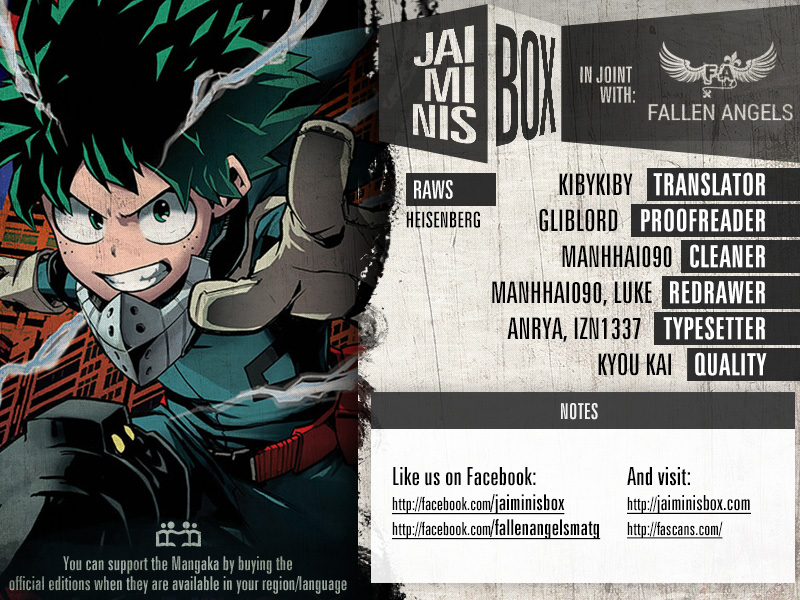 JAI
MI
NIS
BOX
IN JOINT
WITH:
FA
FALLEN ANGELS
RAWS
HEISENBERG
KIBYKIBY TRANSLATOR
GLIBLORD PROOFREADER
MANHHAI090 CLEANER
MANHHAI090, LUKE REDRAWER
ANRYA, IZN1337 TYPESETTER
KYOU KAI QUALITY
NOTES
Like us on Facebook:
http://facebook.com/jaiminisbox
http://facebook.com/fallenangelsmatq
And visit:
http://jaiminisbox.com
http://fascans.com/
You can support the Mangaka by buying the
official editions when they are available in your region/language